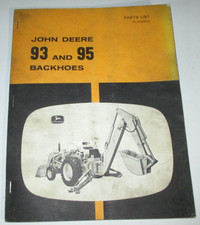 PARTS LIST
JOHN DEERE
93 AND 95
BACKHOES